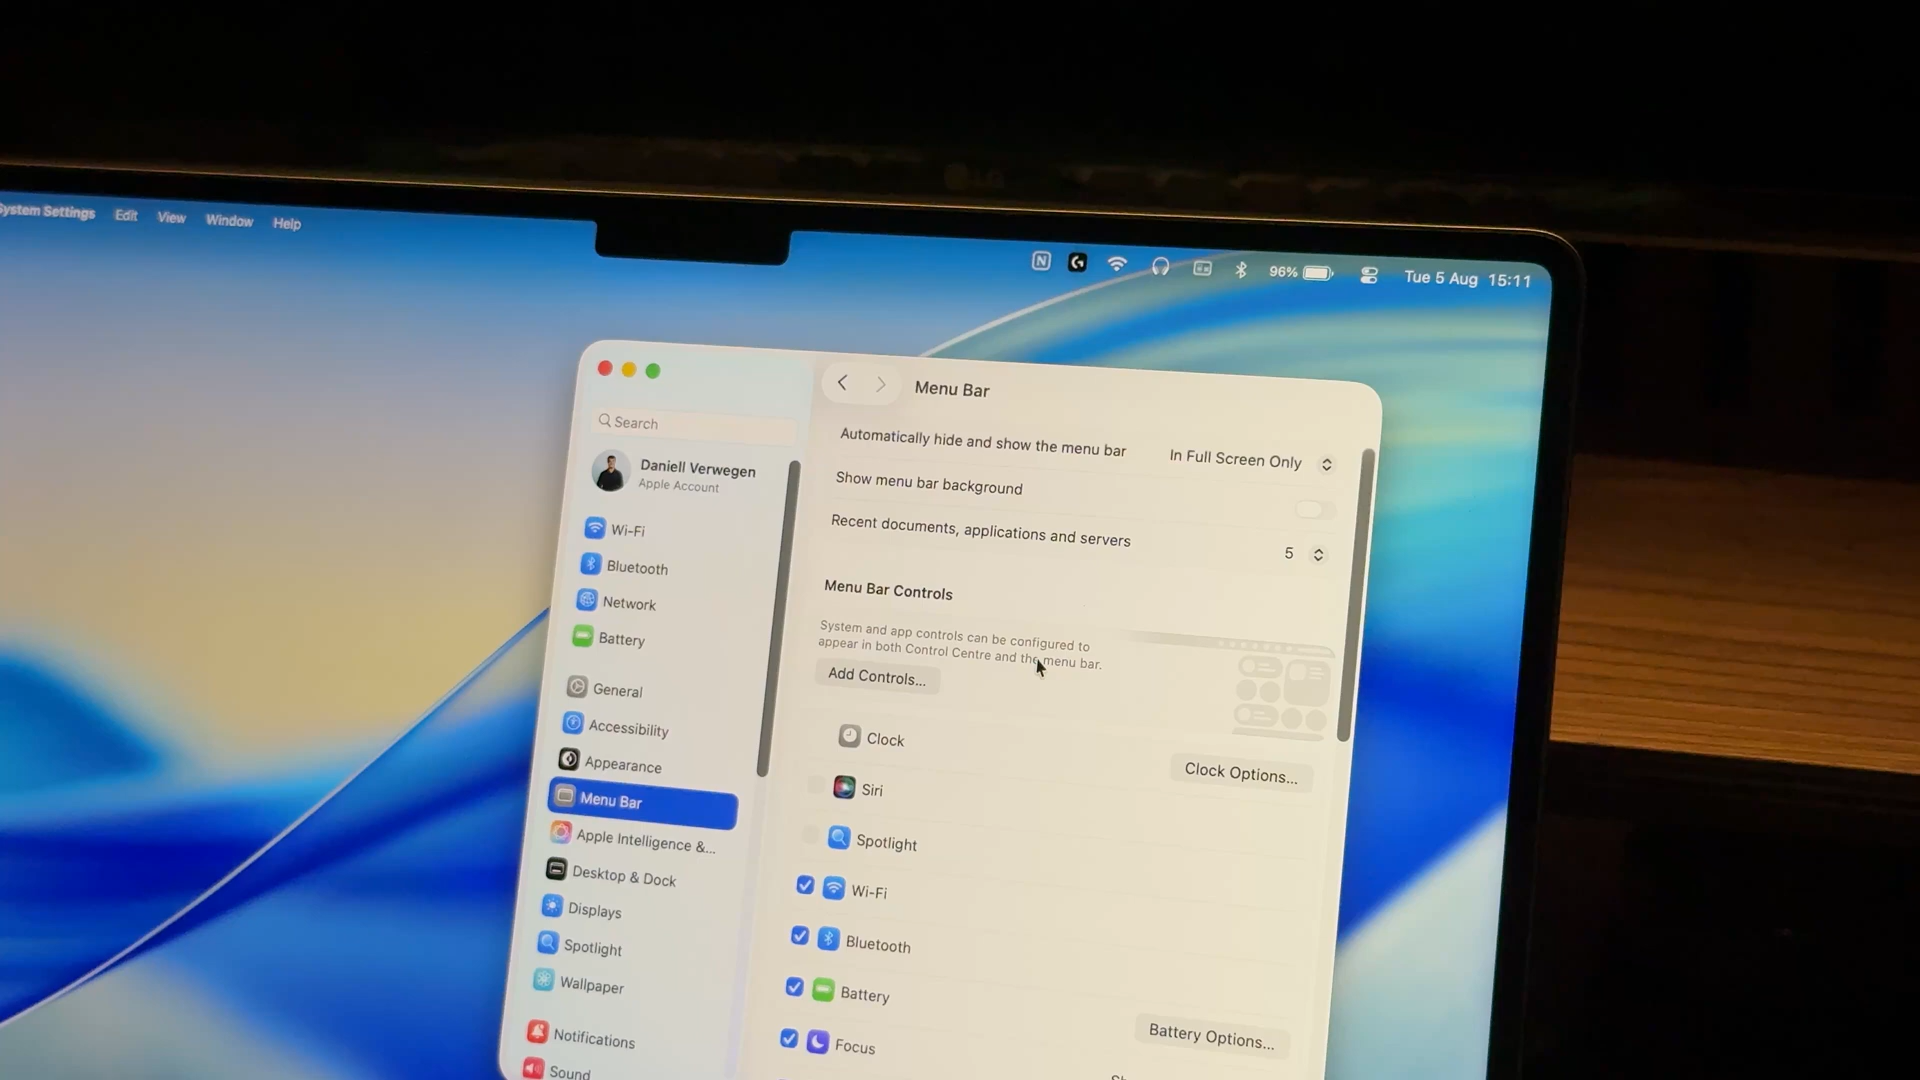 System Settings Edit View Window Help
96% Tue 5 Aug 15:11
Search
Daniell Verwegen
Apple Account
Wi-Fi
Bluetooth
Network
Battery
General
Accessibility
Appearance
Menu Bar
Apple Intelligence &...
Desktop & Dock
Displays
Spotlight
Wallpaper
Notifications
Sound
Menu Bar
Automatically hide and show the menu bar In Full Screen Only
Show menu bar background
Recent documents, applications and servers 5
Menu Bar Controls
System and app controls can be configured to
appear in both Control Centre and the menu bar.
Add Controls...
Clock
Clock Options...
Siri
Spotlight
Wi-Fi
Bluetooth
Battery
Battery Options...
Focus